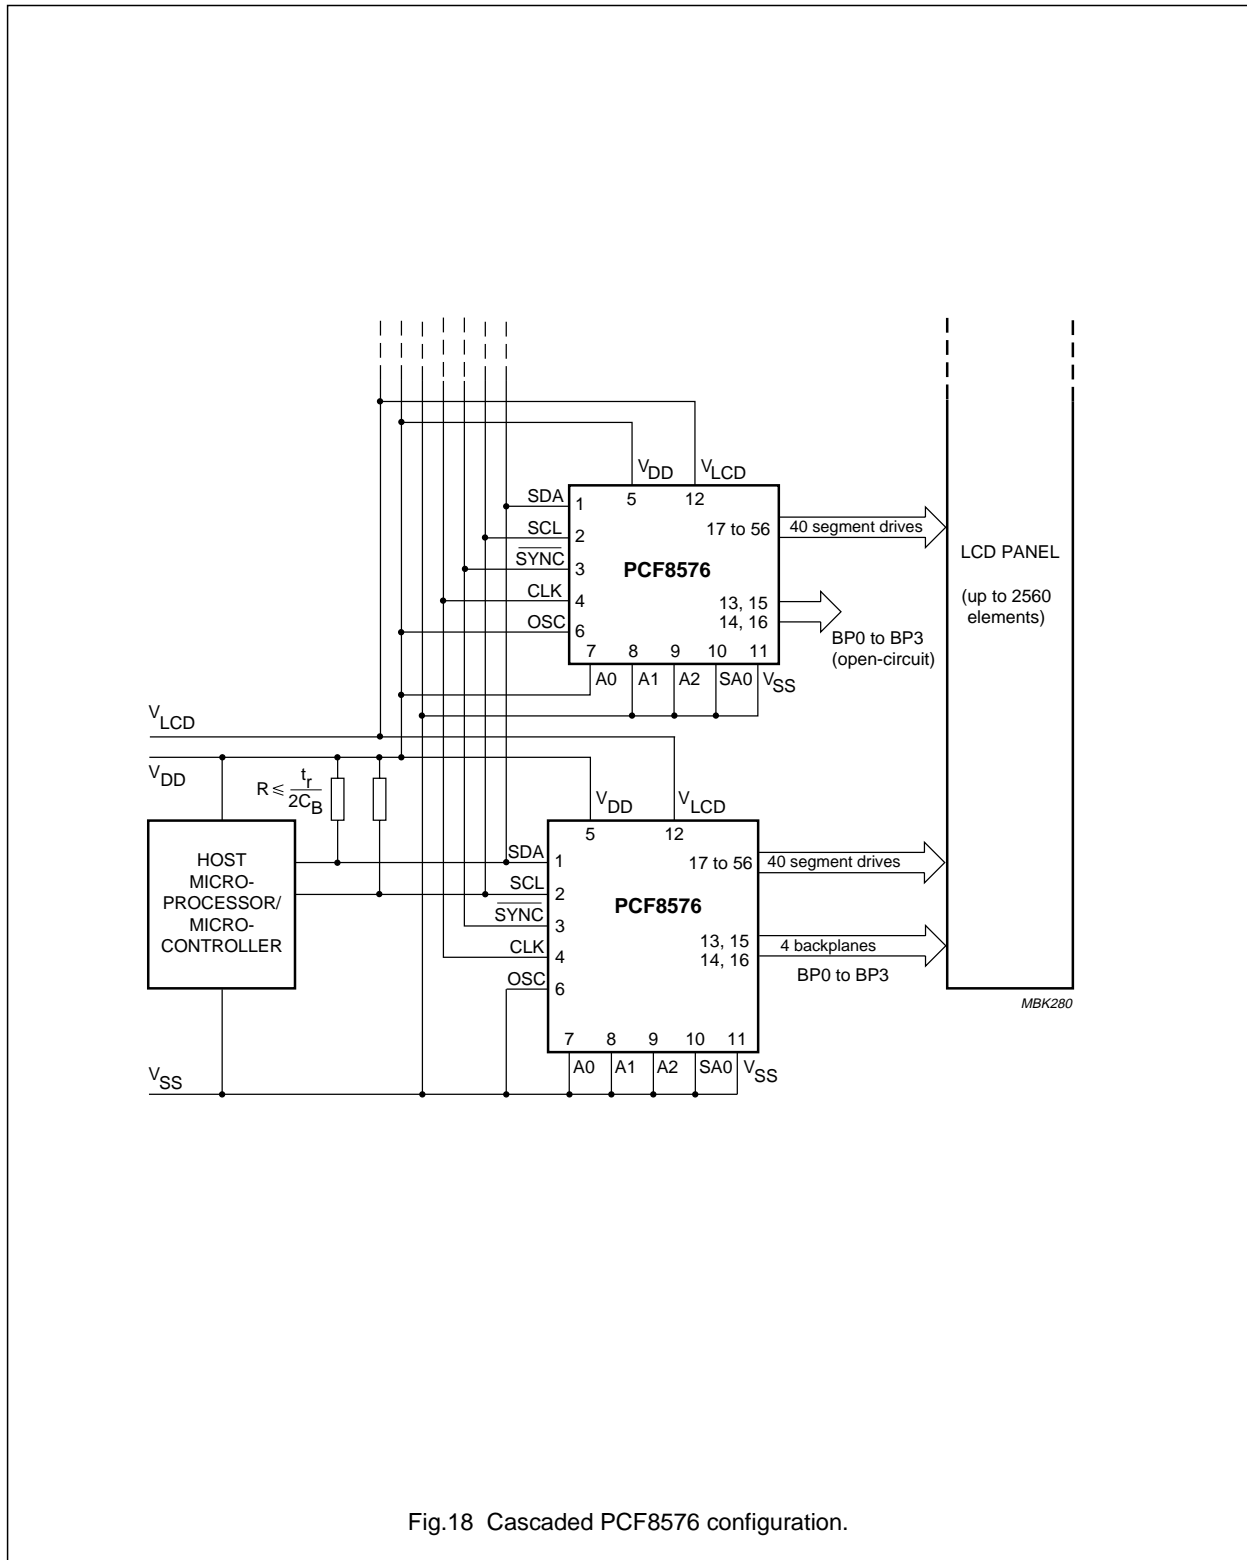 VDD
VLCD
SDA 1
5
12
SCL 2
17 to 56
40 segment drives
SYNC 3
PCF8576
CLK 4
13, 15
14, 16
OSC 6
BP0 to BP3
(open-circuit)
7
8
9
10
11
A0
A1
A2
SA0
VSS
LCD PANEL
(up to 2560
elements)
VLCD
VDD
R ≤ tr
2CB
VDD
VLCD
HOST
MICRO-
PROCESSOR/
MICRO-
CONTROLLER
5
12
SDA 1
17 to 56
40 segment drives
SCL 2
SYNC 3
PCF8576
CLK 4
13, 15
14, 16
4 backplanes
BP0 to BP3
OSC 6
7
8
9
10
11
A0
A1
A2
SA0
VSS
VSS
MBK280
Fig.18 Cascaded PCF8576 configuration.